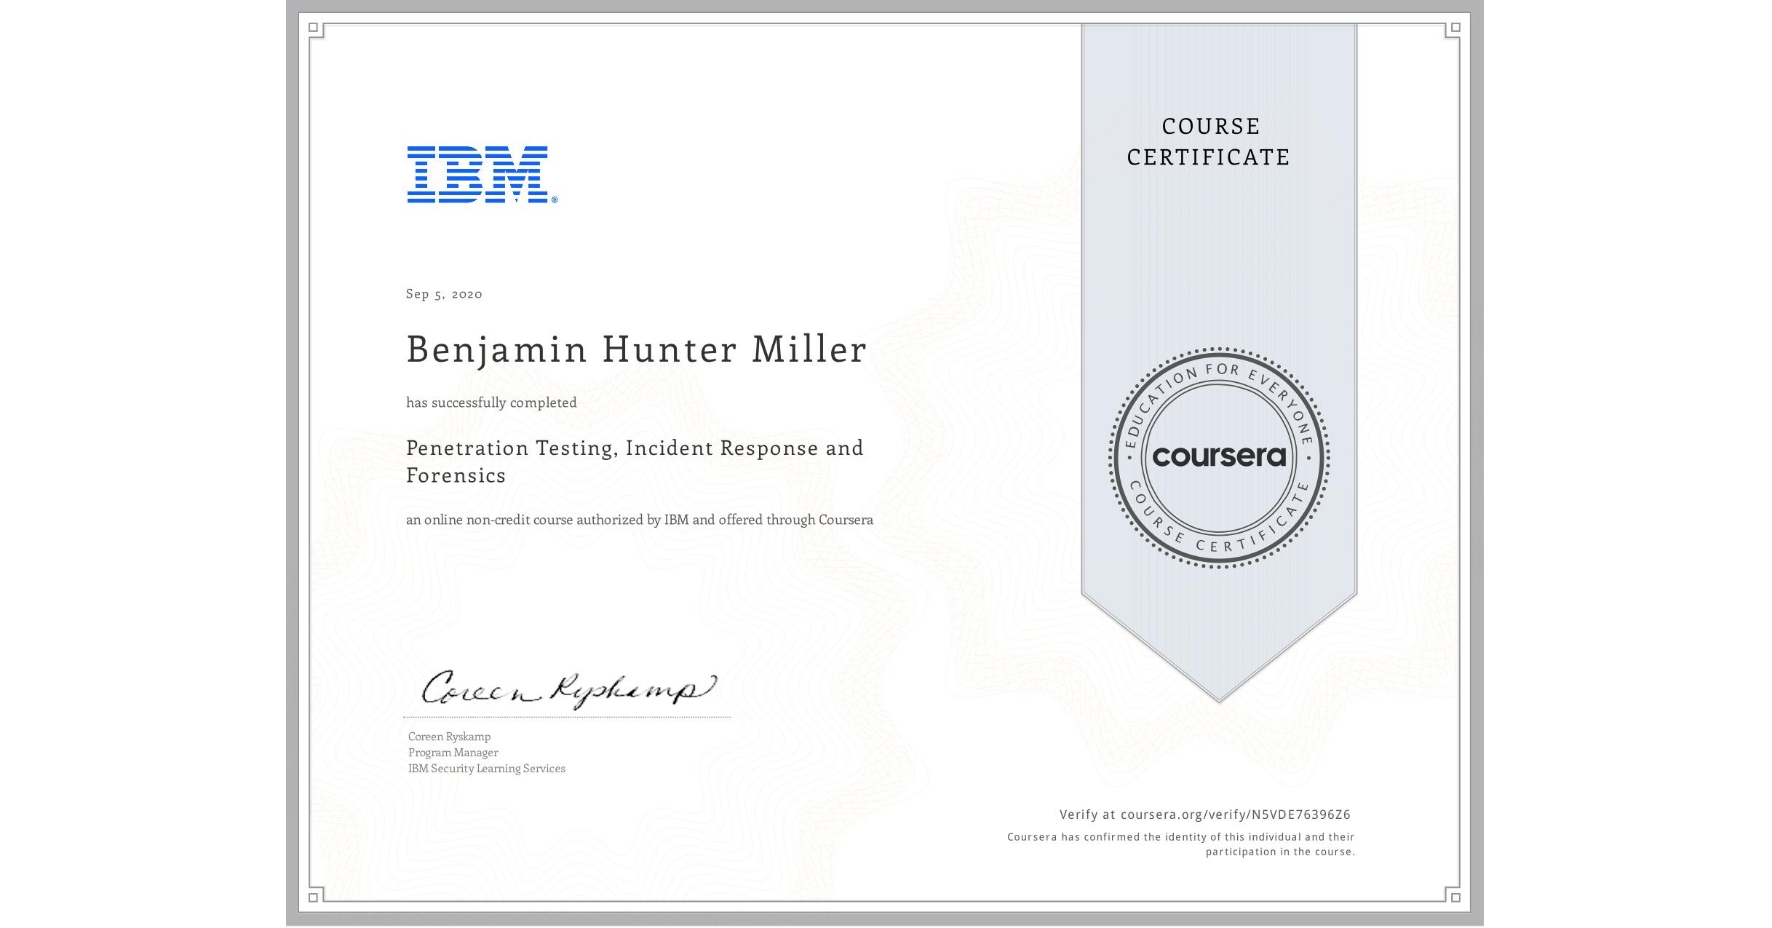 COURSE
CERTIFICATE
IBM®
Sep 5, 2020
Benjamin Hunter Miller
has successfully completed
Penetration Testing, Incident Response and
Forensics
an online non-credit course authorized by IBM and offered through Coursera
EDUCATION FOR EVERYONE
coursera
COURSE CERTIFICATE
Coreen Ryskamp
Coreen Ryskamp
Program Manager
IBM Security Learning Services
Verify at coursera.org/verify/N5VDE76396Z6
Coursera has confirmed the identity of this individual and their
participation in the course.